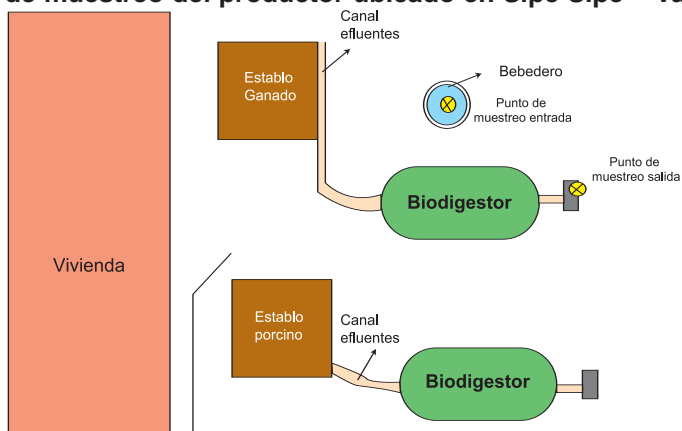 de muestreo del productor ubicado en Sipe Sipe – Va
Canal
efluentes
Establo
Ganado
Bebedero
Punto de
muestreo entrada
Punto de
muestreo salida
Biodigestor
Vivienda
Establo
porcino
Canal
efluentes
Biodigestor